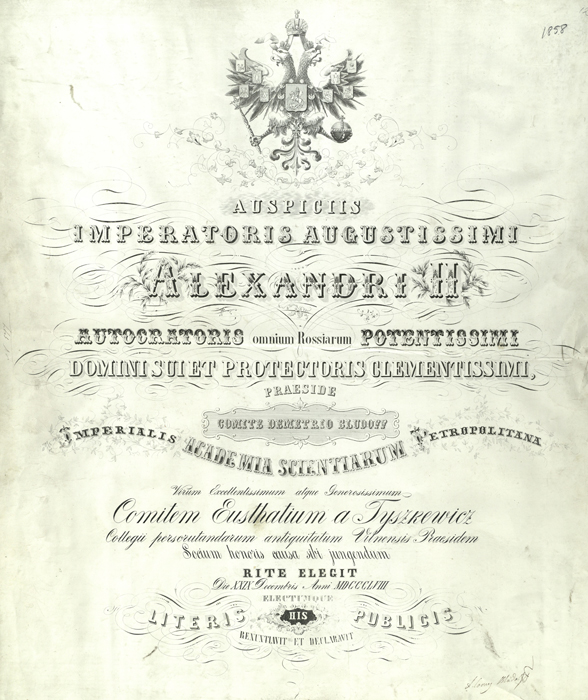 1858
AUSPICIIS
IMPERATORIS AUGUSTISSIMI
ALEXANDRI II
AUTOCRATORIS omnium Rossiarum POTENTISSIMI
DOMINI SUI ET PROTECTORIS CLEMENTISSIMI,
PRAESIDE
COMITE DEMETRIO BLUDOFF
IMPERIALIS ACADEMIA SCIENTIARUM PETROPOLITANA
Virum Excellentissimum atque Generosissimum
Comitem Eusthatium a Tyszkewicz
Collegii perscrutandarum antiquitatum Vilnensis Praesidem
Socium honoris causa sibi jungendum
RITE ELEGIT
Die XXIX Decembris Anni MDCCCLVIII
ELECTUMQUE
LITERIS HIS PUBLICIS
RENUNTIAVIT ET DECLARAVIT